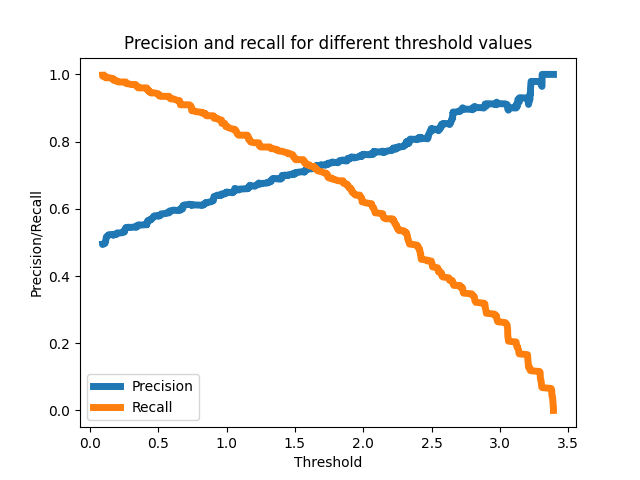 Precision and recall for different threshold values
Precision/Recall
1.0
0.8
0.6
0.4
0.2
0.0
Precision
Recall
0.0 0.5 1.0 1.5 2.0 2.5 3.0 3.5
Threshold